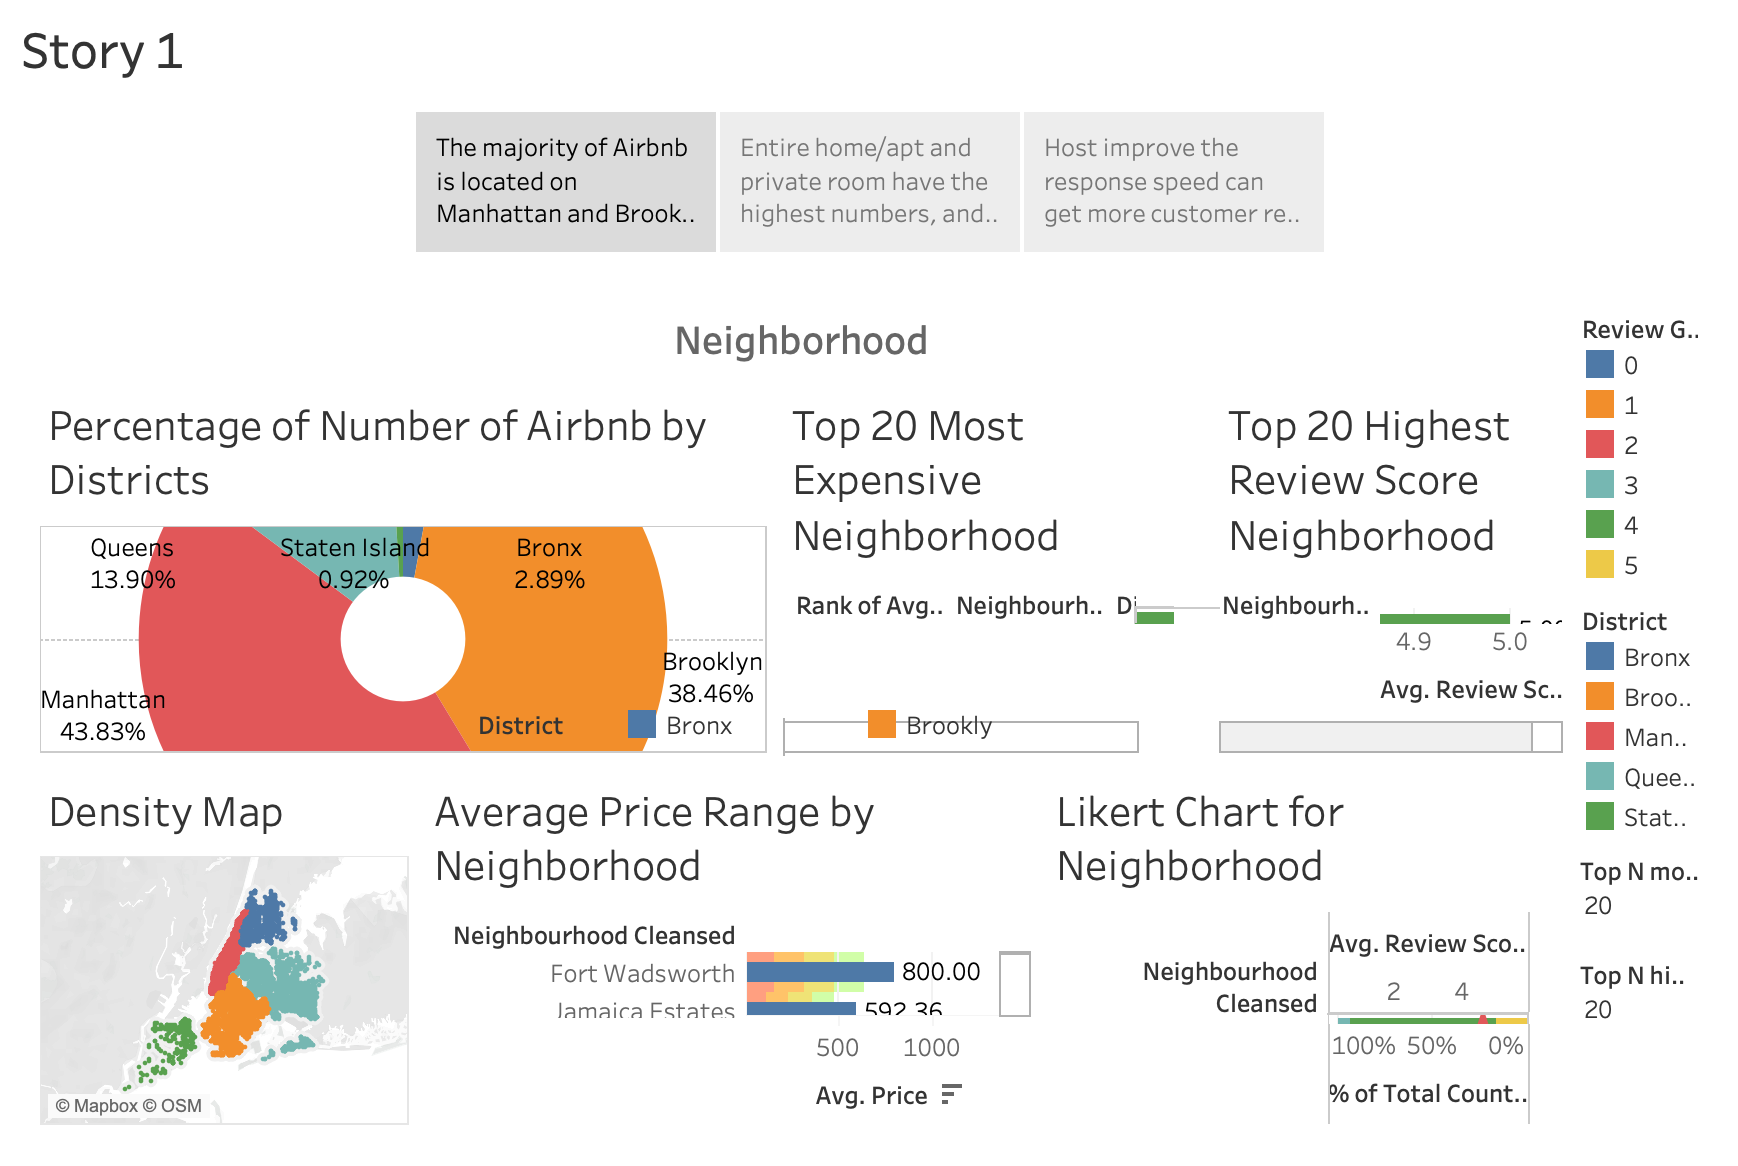 Story 1
The majority of Airbnb
is located on
Manhattan and Brook..
Entire home/apt and
private room have the
highest numbers, and..
Host improve the
response speed can
get more customer re..
Neighborhood
Percentage of Number of Airbnb by
Districts
Queens
13.90%
Staten Island
0.92%
Bronx
2.89%
Brooklyn
38.46%
Manhattan
43.83%
District
Bronx
Brookly
Top 20 Most
Expensive
Neighborhood
Rank of Avg.. Neighbourh.. Di
Top 20 Highest
Review Score
Neighborhood
Neighbourh..
4.9 5.0
Avg. Review Sc..
Review G..
0
1
2
3
4
5
District
Bronx
Broo..
Man..
Quee..
Stat..
Top N mo..
20
Top N hi..
20
Density Map
© Mapbox © OSM
Average Price Range by
Neighborhood
Neighbourhood Cleansed
Fort Wadsworth 800.00
Jamaica Estates 592.36
500 1000
Avg. Price
Likert Chart for
Neighborhood
Neighbourhood
Cleansed
Avg. Review Sco..
2 4
100% 50% 0%
% of Total Count..